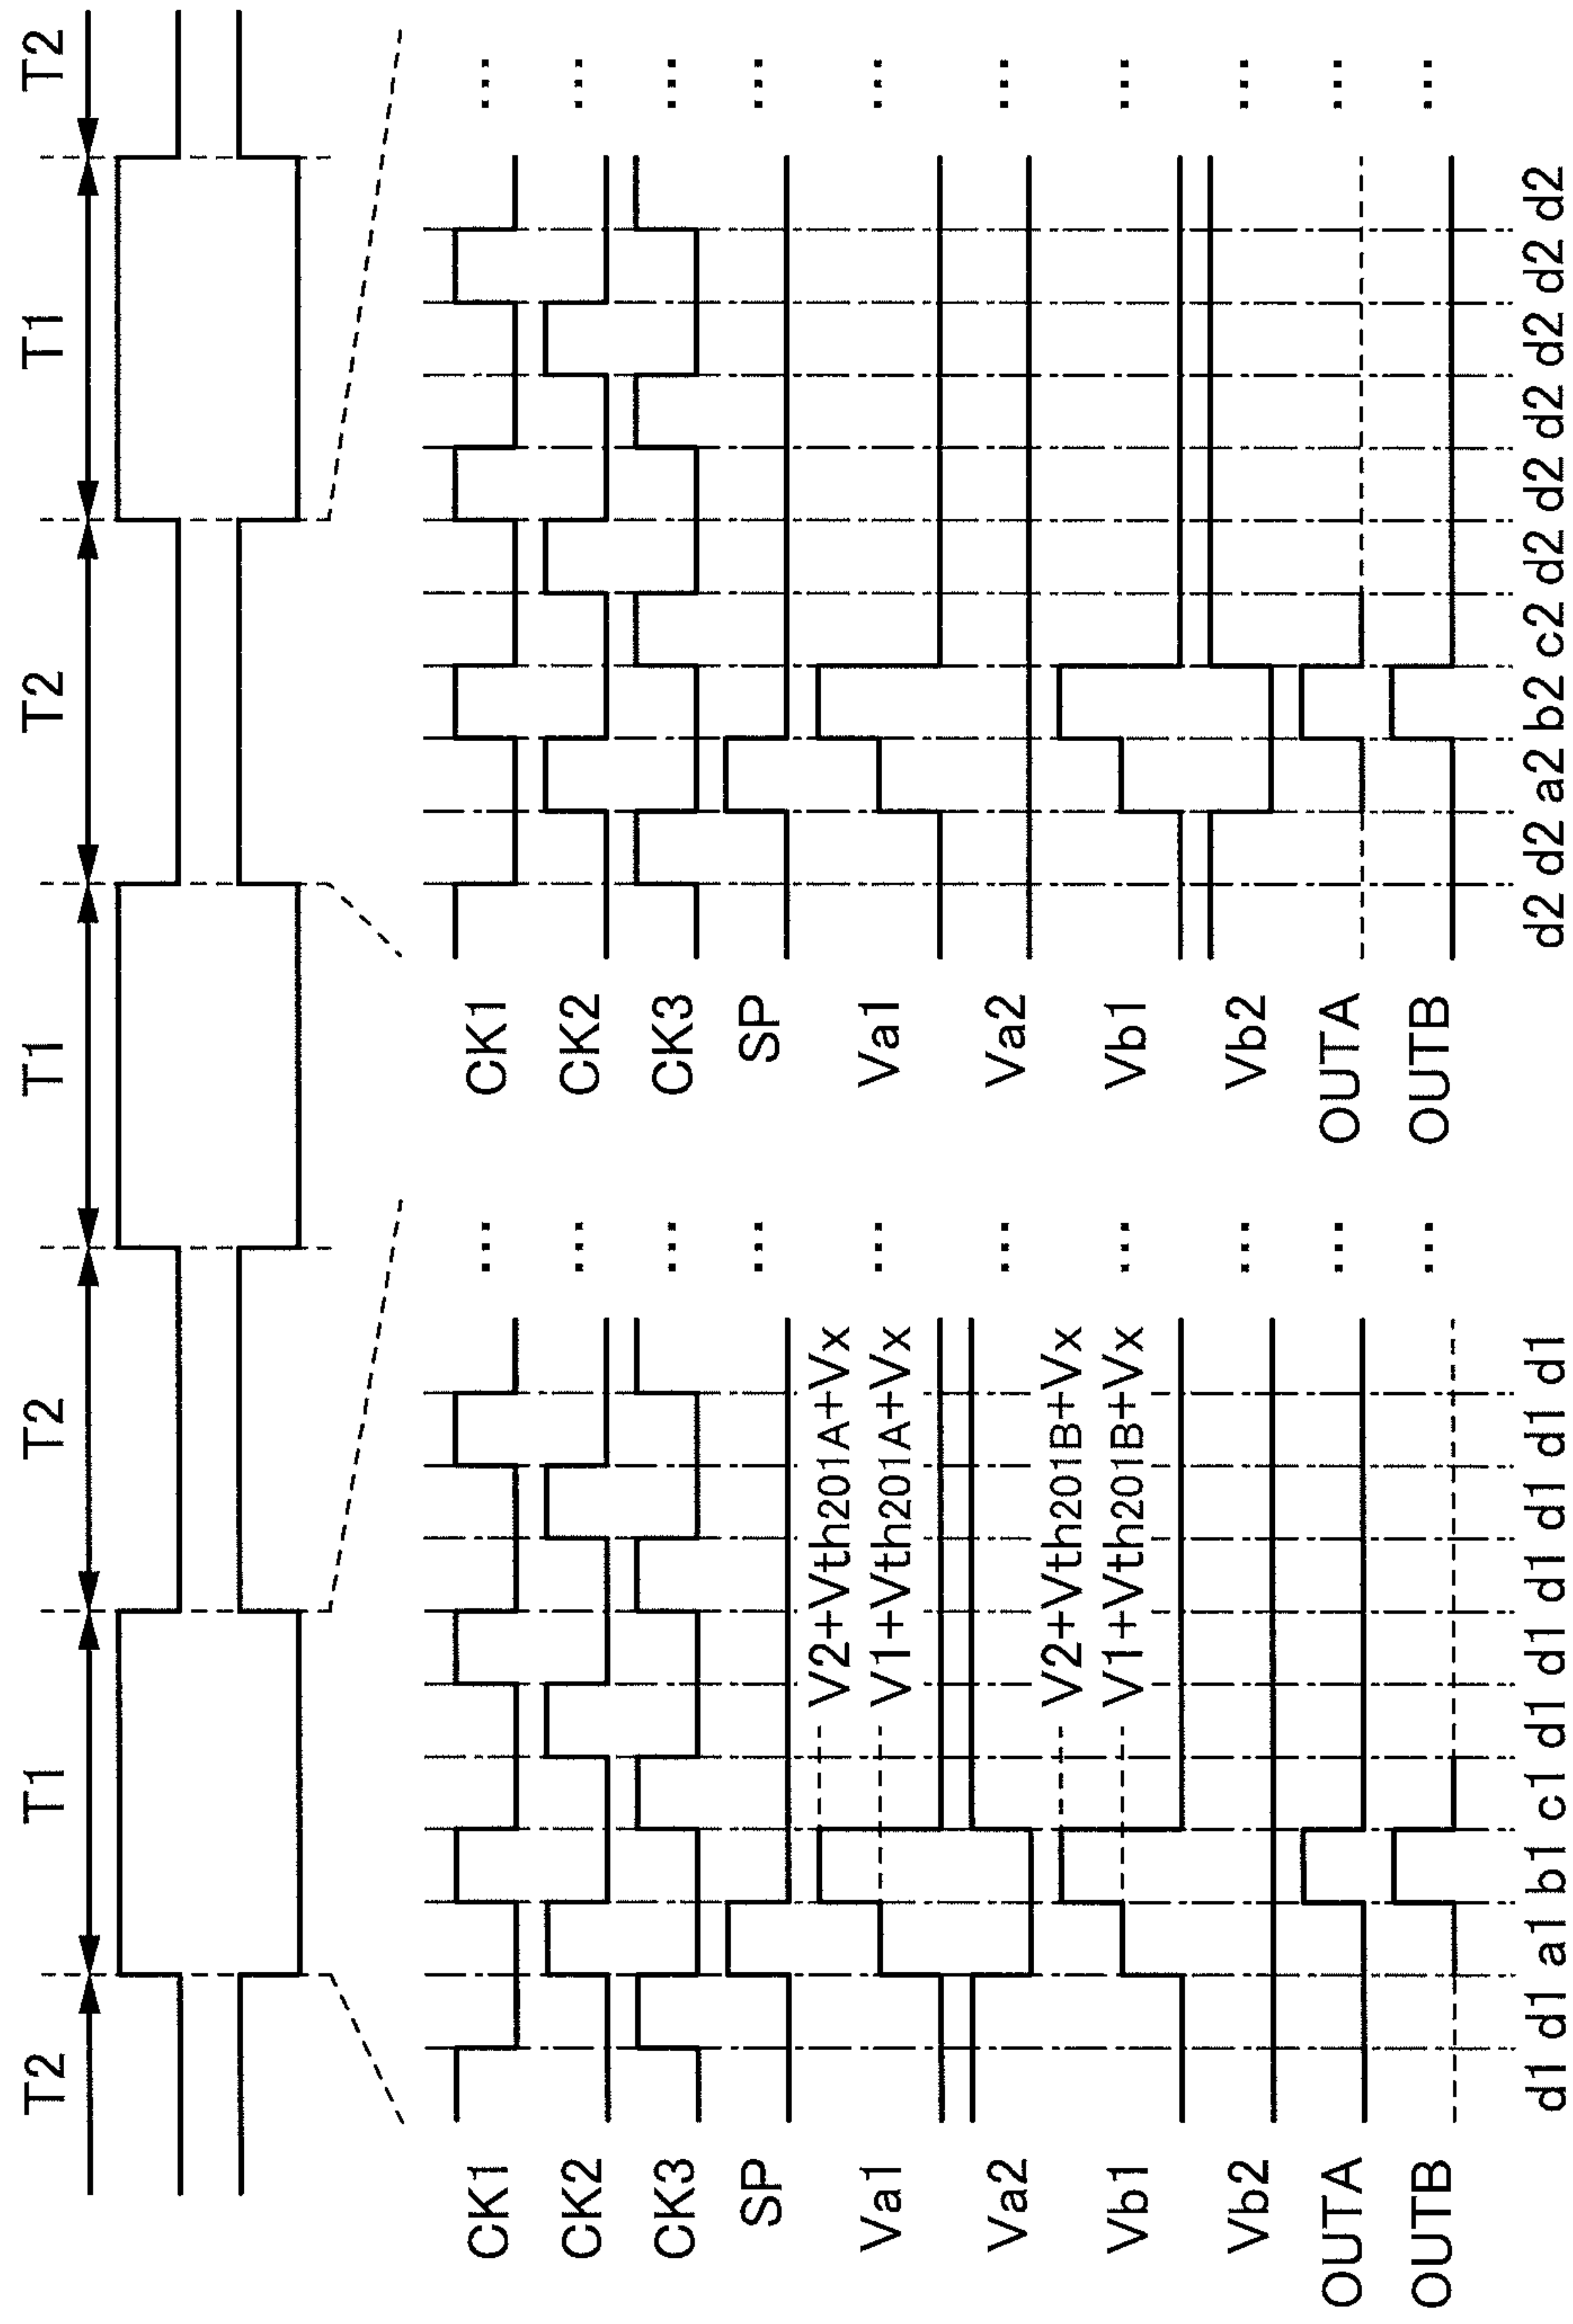 T2 T1 T2 T1 T2 T1 T2
CK1 ...
CK2 ...
CK3 ...
SP ...
V2+Vth201A+Vx
Va1 ...
V1+Vth201A+Vx
Va2 ...
V2+Vth201B+Vx
Vb1 ...
V1+Vth201B+Vx
Vb2 ...
OUTA ...
OUTB ...
d1 d1 a1 b1 c1 d1 d1 d1 d1 d1 d1
CK1 ...
CK2 ...
CK3 ...
SP ...
Va1 ...
Va2 ...
Vb1 ...
Vb2 ...
OUTA ...
OUTB ...
d2 d2 a2 b2 c2 d2 d2 d2 d2 d2 d2